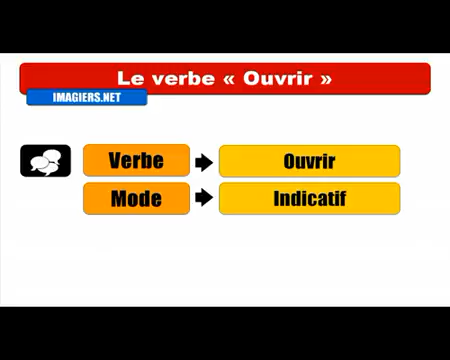 Le verbe « Ouvrir »
IMAGIERS.NET
Verbe Ouvrir
Mode Indicatif